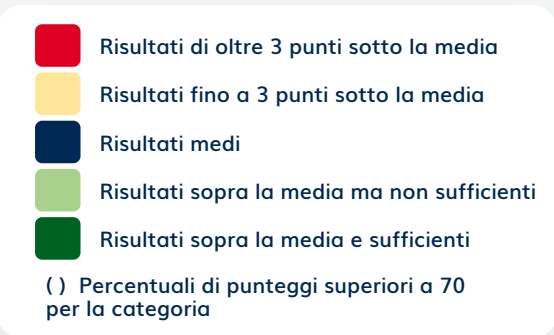 Risultati di oltre 3 punti sotto la media
Risultati fino a 3 punti sotto la media
Risultati medi
Risultati sopra la media ma non sufficienti
Risultati sopra la media e sufficienti
( ) Percentuali di punteggi superiori a 70
per la categoria